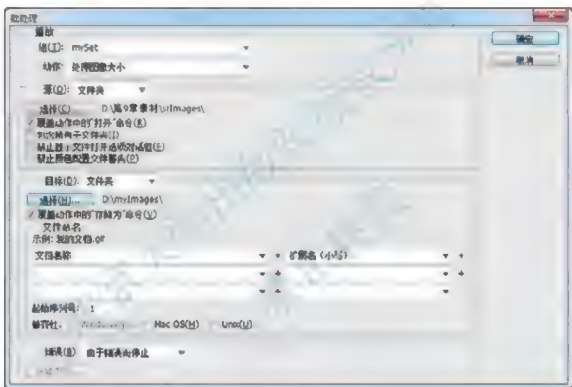 批处理
播放
组(T): mySet
确定
动作: 处理图像大小
取消
源(O): 文件夹
选择(C)... D:\第9章素材\srImages\
覆盖动作中的"打开"命令(R)
包含所有子文件夹(I)
禁止显示文件打开选项对话框(F)
禁止颜色配置文件警告(P)
目标(D): 文件夹
选择(H)... D:\myImages\
覆盖动作中的"存储为"命令(V)
文件命名
示例: 我的文档.gif
文档名称 + 扩展名 (小写) +
+ +
+
起始序列号: 1
兼容性: Mac OS(M) Unix(U)
错误(B) 由于错误而停止